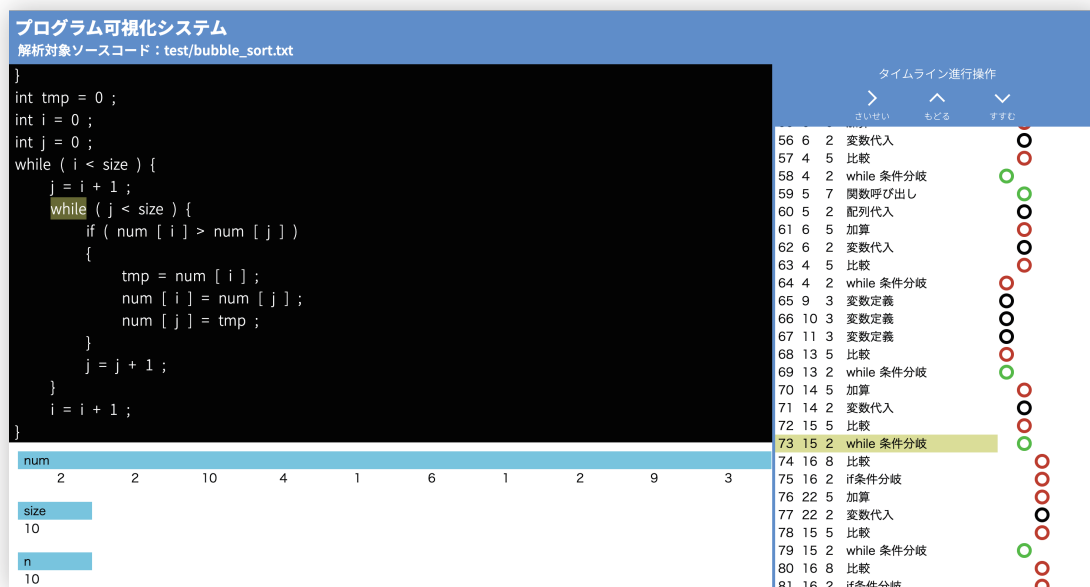 プログラム可視化システム
解析対象ソースコード：test/bubble_sort.txt
}
int tmp = 0 ;
int i = 0 ;
int j = 0 ;
while ( i < size ) {
j = i + 1 ;
while ( j < size ) {
if ( num [ i ] > num [ j ] )
{
tmp = num [ i ] ;
num [ i ] = num [ j ] ;
num [ j ] = tmp ;
}
j = j + 1 ;
}
i = i + 1 ;
}
num
2 2 10 4 1 6 1 2 9 3
size
10
n
10
タイムライン進行操作
さいせい もどる すすむ
56 6 2 変数代入
57 4 5 比較
58 4 2 while 条件分岐
59 5 7 関数呼び出し
60 5 2 配列代入
61 6 5 加算
62 6 2 変数代入
63 4 5 比較
64 4 2 while 条件分岐
65 9 3 変数定義
66 10 3 変数定義
67 11 3 変数定義
68 13 5 比較
69 13 2 while 条件分岐
70 14 5 加算
71 14 2 変数代入
72 15 5 比較
73 15 2 while 条件分岐
74 16 8 比較
75 16 2 if条件分岐
76 22 5 加算
77 22 2 変数代入
78 15 5 比較
79 15 2 while 条件分岐
80 16 8 比較
81 16 2 if条件分岐